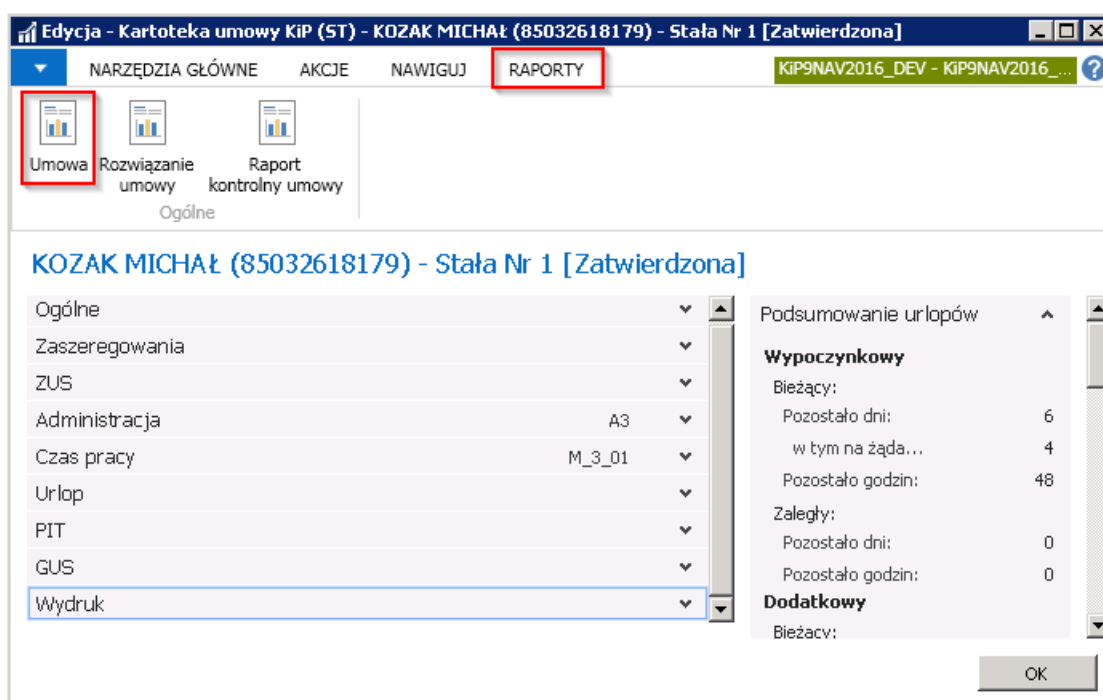 Edycja - Kartoteka umowy KiP (ST) - KOZAK MICHAŁ (85032618179) - Stała Nr 1 [Zatwierdzona]
NARZĘDZIA GŁÓWNE AKCJE NAWIGUJ RAPORTY KiP9NAV2016_DEV - KiP9NAV2016_... ?
Umowa Rozwiązanie umowy Raport kontrolny umowy
Ogólne
KOZAK MICHAŁ (85032618179) - Stała Nr 1 [Zatwierdzona]
Ogólne
Zaszeregowania
ZUS
Administracja A3
Czas pracy M_3_01
Urlop
PIT
GUS
Wydruk
Podsumowanie urlopów
Wypoczynkowy
Bieżący:
Pozostało dni: 6
w tym na żąda... 4
Pozostało godzin: 48
Zaległy:
Pozostało dni: 0
Pozostało godzin: 0
Dodatkowy
Bieżący:
OK